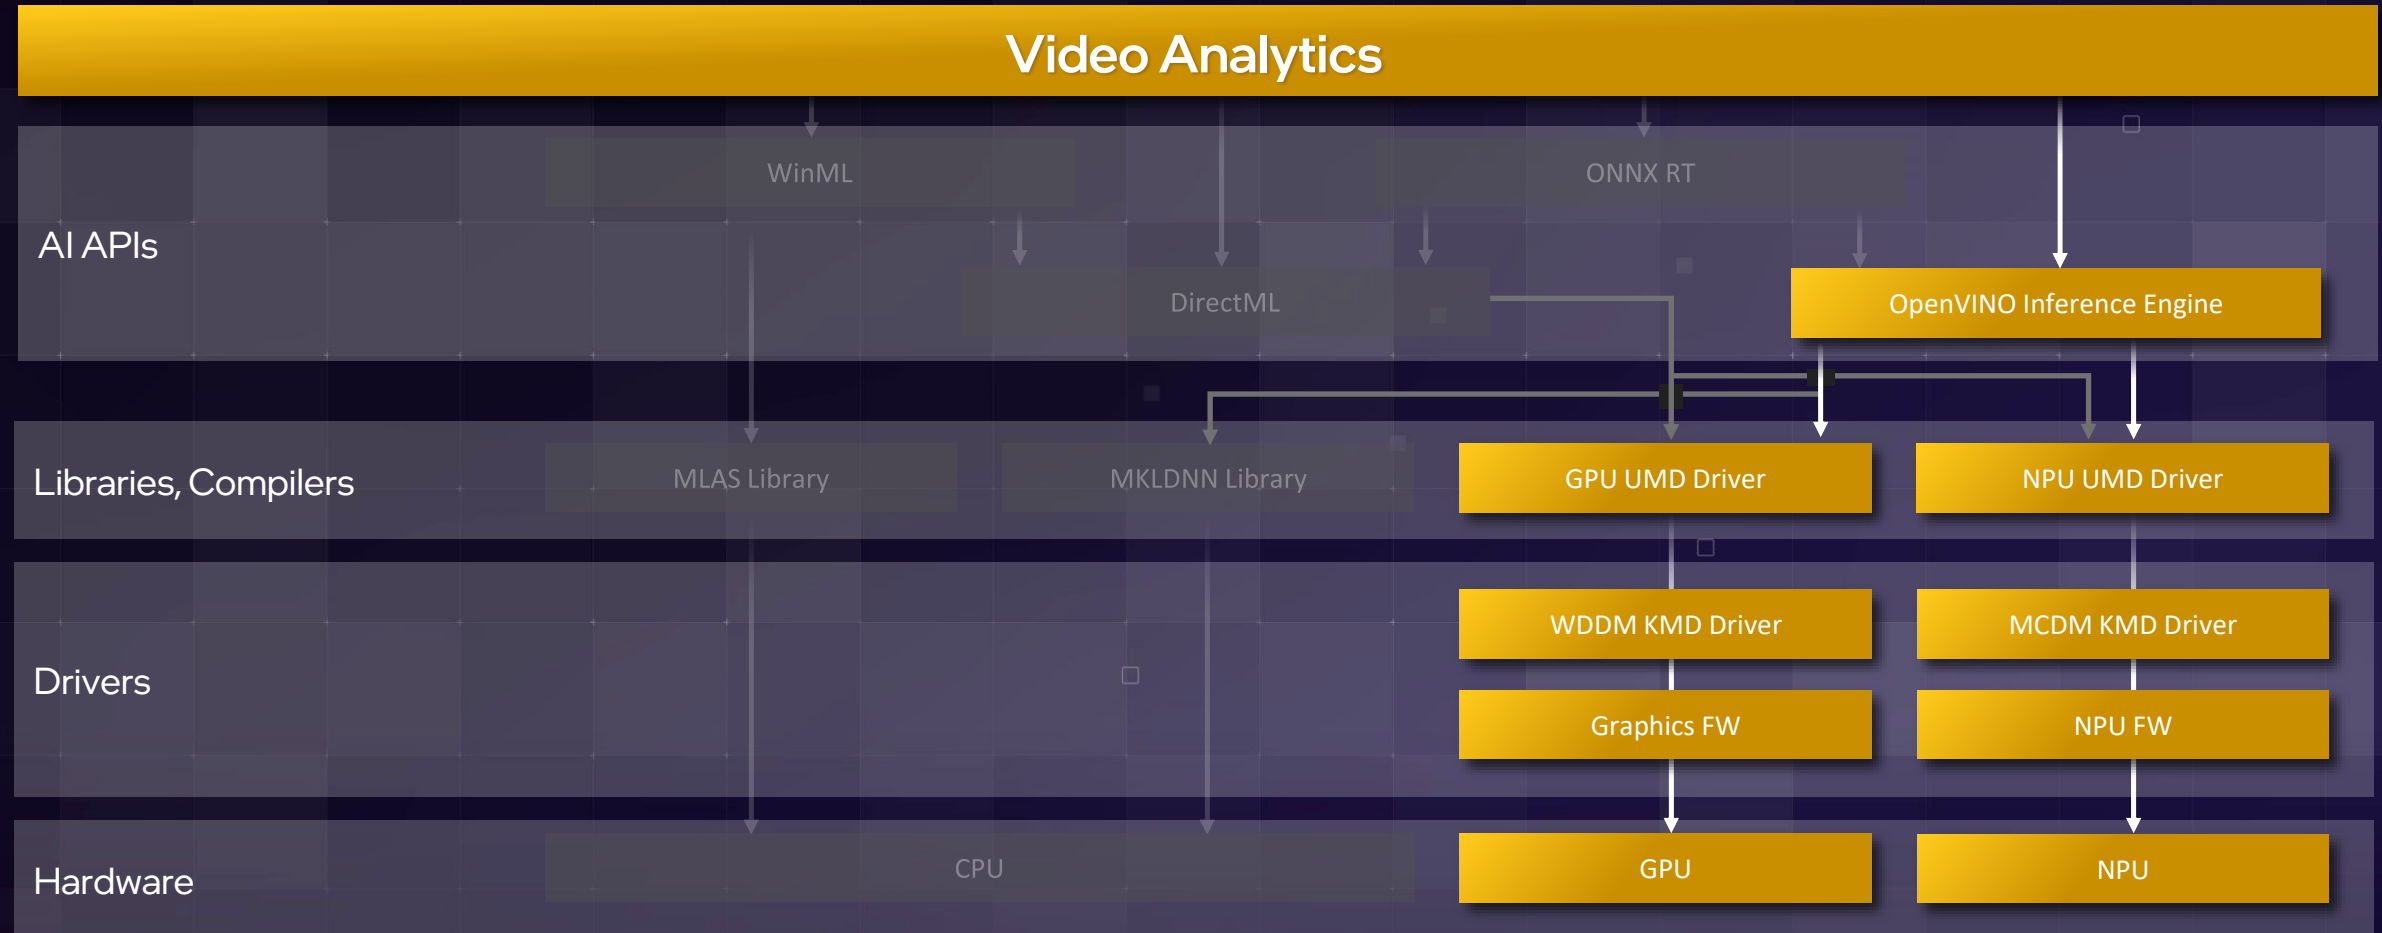 Video Analytics
WinML
ONNX RT
AI APIs
DirectML
OpenVINO Inference Engine
Libraries, Compilers
MLAS Library
MKLDNN Library
GPU UMD Driver
NPU UMD Driver
WDDM KMD Driver
MCDM KMD Driver
Drivers
Graphics FW
NPU FW
Hardware
CPU
GPU
NPU